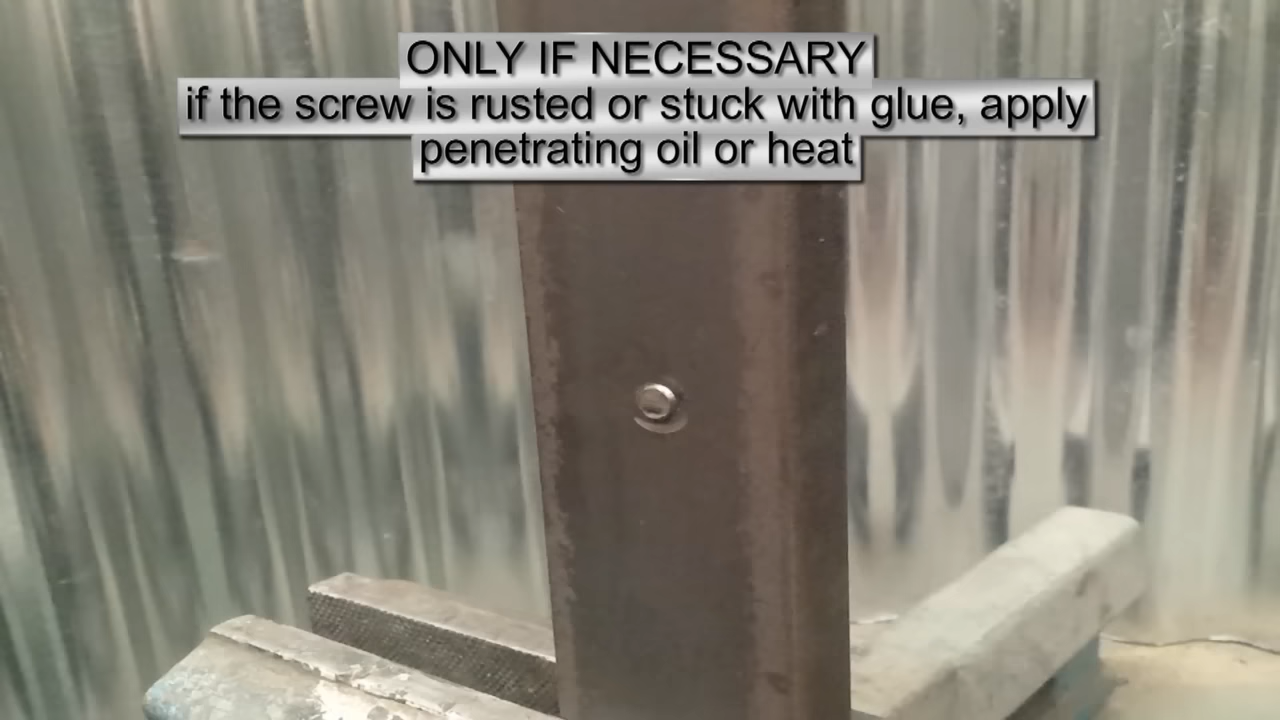 ONLY IF NECESSARY
if the screw is rusted or stuck with glue, apply
penetrating oil or heat